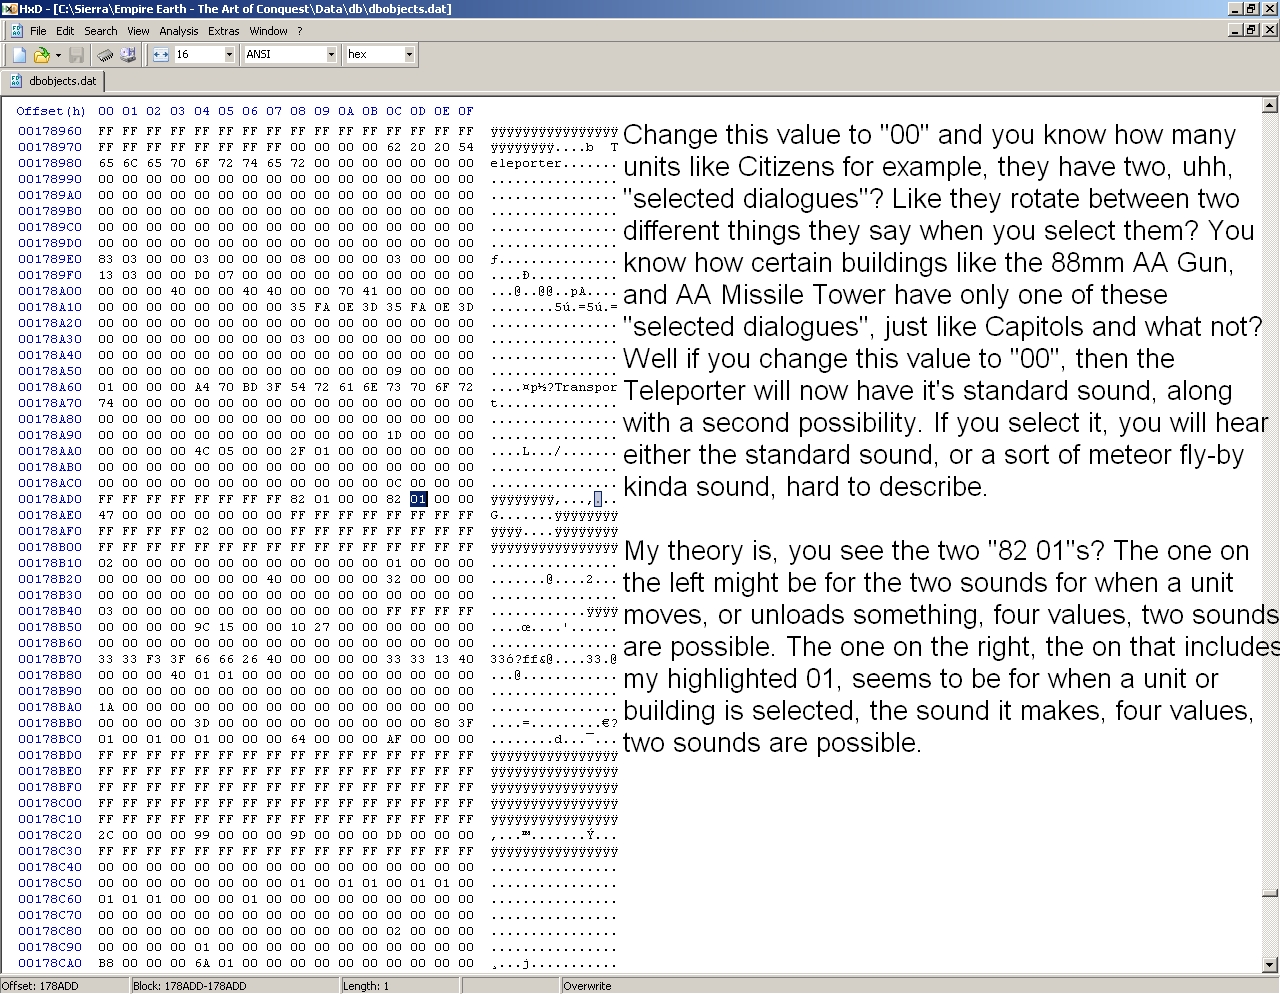 HxD - [C:\Sierra\Empire Earth - The Art of Conquest\Data\db\dbobjects.dat]
File Edit Search View Analysis Extras Window ?
16 ANSI hex
dbobjects.dat
Offset(h) 00 01 02 03 04 05 06 07 08 09 0A 0B 0C 0D 0E 0F
00178960 FF FF FF FF FF FF FF FF FF FF FF FF FF FF FF FF ÿÿÿÿÿÿÿÿÿÿÿÿÿÿÿÿ
00178970 FF FF FF FF FF FF FF FF 00 00 00 00 62 20 20 54 ÿÿÿÿÿÿÿÿ....b  T
00178980 65 6C 65 70 6F 72 74 65 72 00 00 00 00 00 00 00 eleporter.......
00178990 00 00 00 00 00 00 00 00 00 00 00 00 00 00 00 00 ................
001789A0 00 00 00 00 00 00 00 00 00 00 00 00 00 00 00 00 ................
001789B0 00 00 00 00 00 00 00 00 00 00 00 00 00 00 00 00 ................
001789C0 00 00 00 00 00 00 00 00 00 00 00 00 00 00 00 00 ................
001789D0 00 00 00 00 00 00 00 00 00 00 00 00 00 00 00 00 ................
001789E0 83 03 00 00 03 00 00 00 08 00 00 00 03 00 00 00 ƒ...............
001789F0 13 03 00 00 D0 07 00 00 00 00 00 00 00 00 00 00 ....Ð...........
00178A00 00 00 00 40 00 00 40 40 00 00 70 41 00 00 00 00 ...@..@@..pA....
00178A10 00 00 00 00 00 00 00 00 35 FA 0E 3D 35 FA 0E 3D ........5ú.=5ú.=
00178A20 00 00 00 00 00 00 00 00 00 00 00 00 00 00 00 00 ................
00178A30 00 00 00 00 00 00 00 00 03 00 00 00 00 00 00 00 ................
00178A40 00 00 00 00 00 00 00 00 00 00 00 00 00 00 00 00 ................
00178A50 00 00 00 00 00 00 00 00 00 00 00 00 09 00 00 00 ................
00178A60 01 00 00 00 A4 70 BD 3F 54 72 61 6E 73 70 6F 72 ....¤p½?Transpor
00178A70 74 00 00 00 00 00 00 00 00 00 00 00 00 00 00 00 t...............
00178A80 00 00 00 00 00 00 00 00 00 00 00 00 00 00 00 00 ................
00178A90 00 00 00 00 00 00 00 00 00 00 00 00 1D 00 00 00 ................
00178AA0 00 00 00 00 4C 05 00 00 2F 01 00 00 00 00 00 00 ....L.../.......
00178AB0 00 00 00 00 00 00 00 00 00 00 00 00 00 00 00 00 ................
00178AC0 00 00 00 00 00 00 00 00 00 00 00 00 0C 00 00 00 ................
00178AD0 FF FF FF FF FF FF FF FF 82 01 00 00 82 01 00 00 ÿÿÿÿÿÿÿÿ‚...‚...
00178AE0 47 00 00 00 00 00 00 00 FF FF FF FF FF FF FF FF G.......ÿÿÿÿÿÿÿÿ
00178AF0 FF FF FF FF 02 00 00 00 FF FF FF FF FF FF FF FF ÿÿÿÿ....ÿÿÿÿÿÿÿÿ
00178B00 FF FF FF FF FF FF FF FF FF FF FF FF FF FF FF FF ÿÿÿÿÿÿÿÿÿÿÿÿÿÿÿÿ
00178B10 02 00 00 00 00 00 00 00 00 00 00 00 01 00 00 00 ................
00178B20 00 00 00 00 00 00 00 40 00 00 00 00 32 00 00 00 .......@....2...
00178B30 00 00 00 00 00 00 00 00 00 00 00 00 00 00 00 00 ................
00178B40 03 00 00 00 00 00 00 00 00 00 00 00 FF FF FF FF ............ÿÿÿÿ
00178B50 00 00 00 00 9C 15 00 00 10 27 00 00 00 00 00 00 ....œ....'......
00178B60 00 00 00 00 00 00 00 00 00 00 00 00 00 00 00 00 ................
00178B70 33 33 F3 3F 66 66 26 40 00 00 00 00 33 33 13 40 33ó?ff&@....33.@
00178B80 00 00 00 40 01 01 00 00 00 00 00 00 00 00 00 00 ...@............
00178B90 00 00 00 00 00 00 00 00 00 00 00 00 00 00 00 00 ................
00178BA0 1A 00 00 00 00 00 00 00 00 00 00 00 00 00 00 00 ................
00178BB0 00 00 00 00 3D 00 00 00 00 00 00 00 00 00 80 3F ....=.........€?
00178BC0 01 00 01 00 01 00 00 00 64 00 00 00 AF 00 00 00 ........d...¯...
00178BD0 FF FF FF FF FF FF FF FF FF FF FF FF FF FF FF FF ÿÿÿÿÿÿÿÿÿÿÿÿÿÿÿÿ
00178BE0 FF FF FF FF FF FF FF FF FF FF FF FF FF FF FF FF ÿÿÿÿÿÿÿÿÿÿÿÿÿÿÿÿ
00178BF0 FF FF FF FF FF FF FF FF FF FF FF FF FF FF FF FF ÿÿÿÿÿÿÿÿÿÿÿÿÿÿÿÿ
00178C00 FF FF FF FF FF FF FF FF FF FF FF FF FF FF FF FF ÿÿÿÿÿÿÿÿÿÿÿÿÿÿÿÿ
00178C10 FF FF FF FF FF FF FF FF FF FF FF FF FF FF FF FF ÿÿÿÿÿÿÿÿÿÿÿÿÿÿÿÿ
00178C20 2C 00 00 00 99 00 00 00 9D 00 00 00 DD 00 00 00 ,...™.......Ý...
00178C30 FF FF FF FF FF FF FF FF FF FF FF FF FF FF FF FF ÿÿÿÿÿÿÿÿÿÿÿÿÿÿÿÿ
00178C40 00 00 00 00 00 00 00 00 00 00 00 00 00 00 00 00 ................
00178C50 00 00 00 00 00 00 00 00 01 00 01 01 00 01 01 00 ................
00178C60 01 01 01 00 00 00 01 00 00 00 00 00 00 00 00 00 ................
00178C70 00 00 00 00 00 00 00 00 00 00 00 00 00 00 00 00 ................
00178C80 00 00 00 00 00 00 00 00 00 00 00 00 02 00 00 00 ................
00178C90 00 00 00 00 01 00 00 00 00 00 00 00 00 00 00 00 ................
00178CA0 B8 00 00 00 6A 01 00 00 00 00 00 00 00 00 00 00 ¸...j...........
Change this value to "00" and you know how many
units like Citizens for example, they have two, uhh,
"selected dialogues"? Like they rotate between two
different things they say when you select them? You
know how certain buildings like the 88mm AA Gun,
and AA Missile Tower have only one of these
"selected dialogues", just like Capitols and what not?
Well if you change this value to "00", then the
Teleporter will now have it's standard sound, along
with a second possibility. If you select it, you will hear
either the standard sound, or a sort of meteor fly-by
kinda sound, hard to describe.
My theory is, you see the two "82 01"s? The one on
the left might be for the two sounds for when a unit
moves, or unloads something, four values, two sounds
are possible. The one on the right, the on that includes
my highlighted 01, seems to be for when a unit or
building is selected, the sound it makes, four values,
two sounds are possible.
Offset: 178ADD Block: 178ADD-178ADD Length: 1 Overwrite